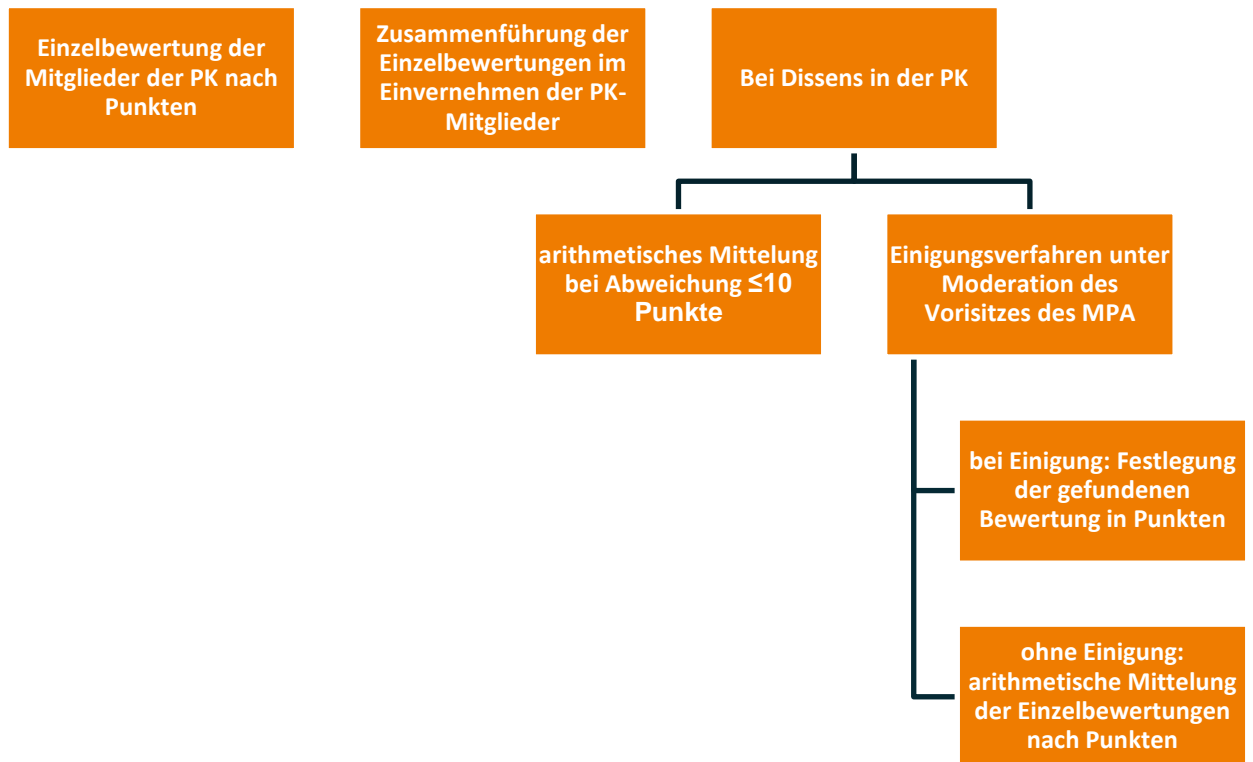 Einzelbewertung der
Mitglieder der PK nach
Punkten
Zusammenführung der
Einzelbewertungen im
Einvernehmen der PK-
Mitglieder
Bei Dissens in der PK
arithmetisches Mittelung
bei Abweichung ≤10
Punkte
Einigungsverfahren unter
Moderation des
Vorisitzes des MPA
bei Einigung: Festlegung
der gefundenen
Bewertung in Punkten
ohne Einigung:
arithmetische Mittelung
der Einzelbewertungen
nach Punkten